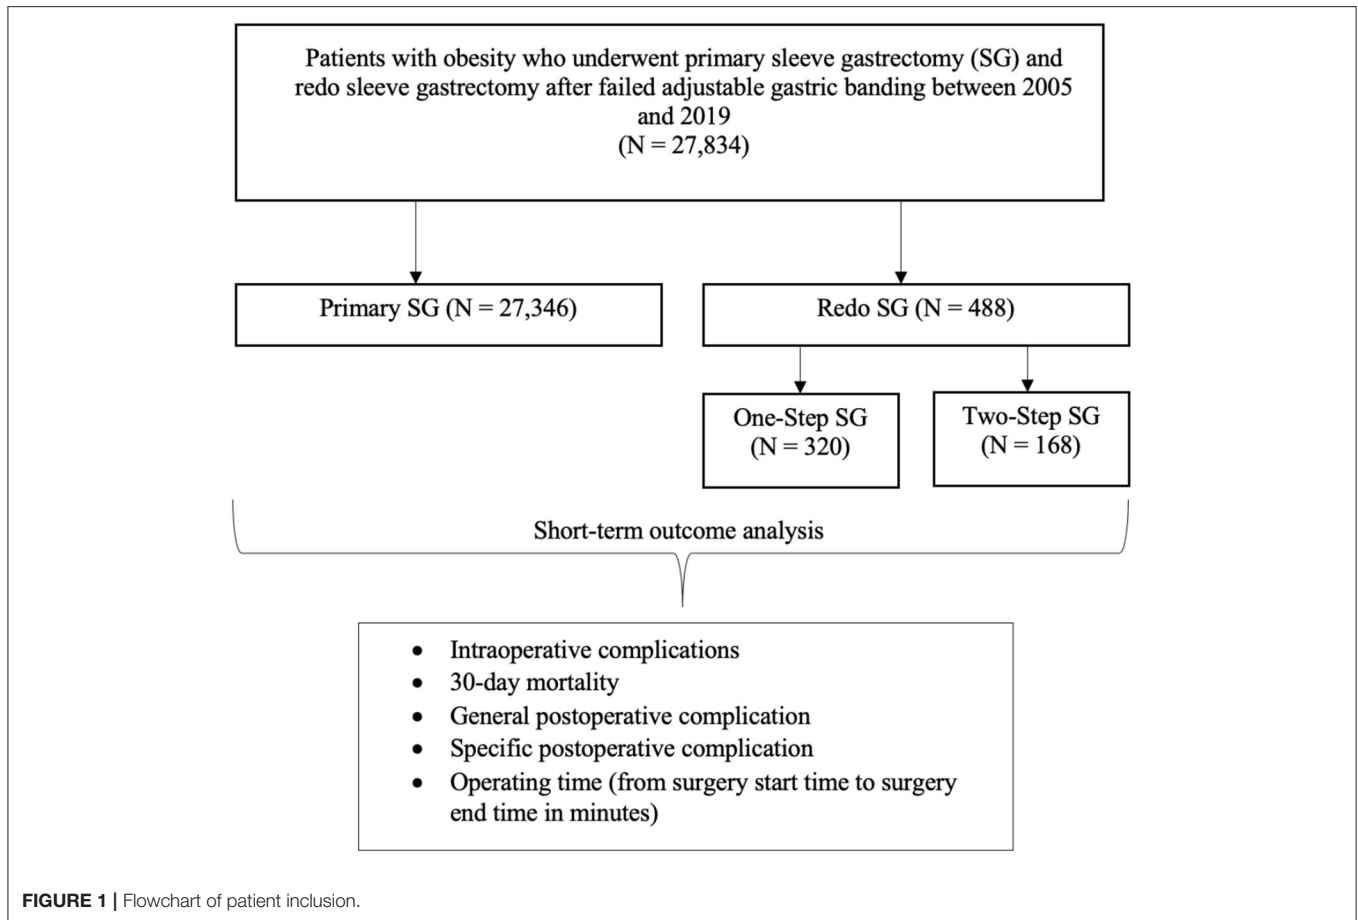 Patients with obesity who underwent primary sleeve gastrectomy (SG) and
redo sleeve gastrectomy after failed adjustable gastric banding between 2005
and 2019
(N = 27,834)
Primary SG (N = 27,346)
Redo SG (N = 488)
One-Step SG
(N = 320)
Two-Step SG
(N = 168)
Short-term outcome analysis
• Intraoperative complications
• 30-day mortality
• General postoperative complication
• Specific postoperative complication
• Operating time (from surgery start time to surgery
end time in minutes)
FIGURE 1 | Flowchart of patient inclusion.